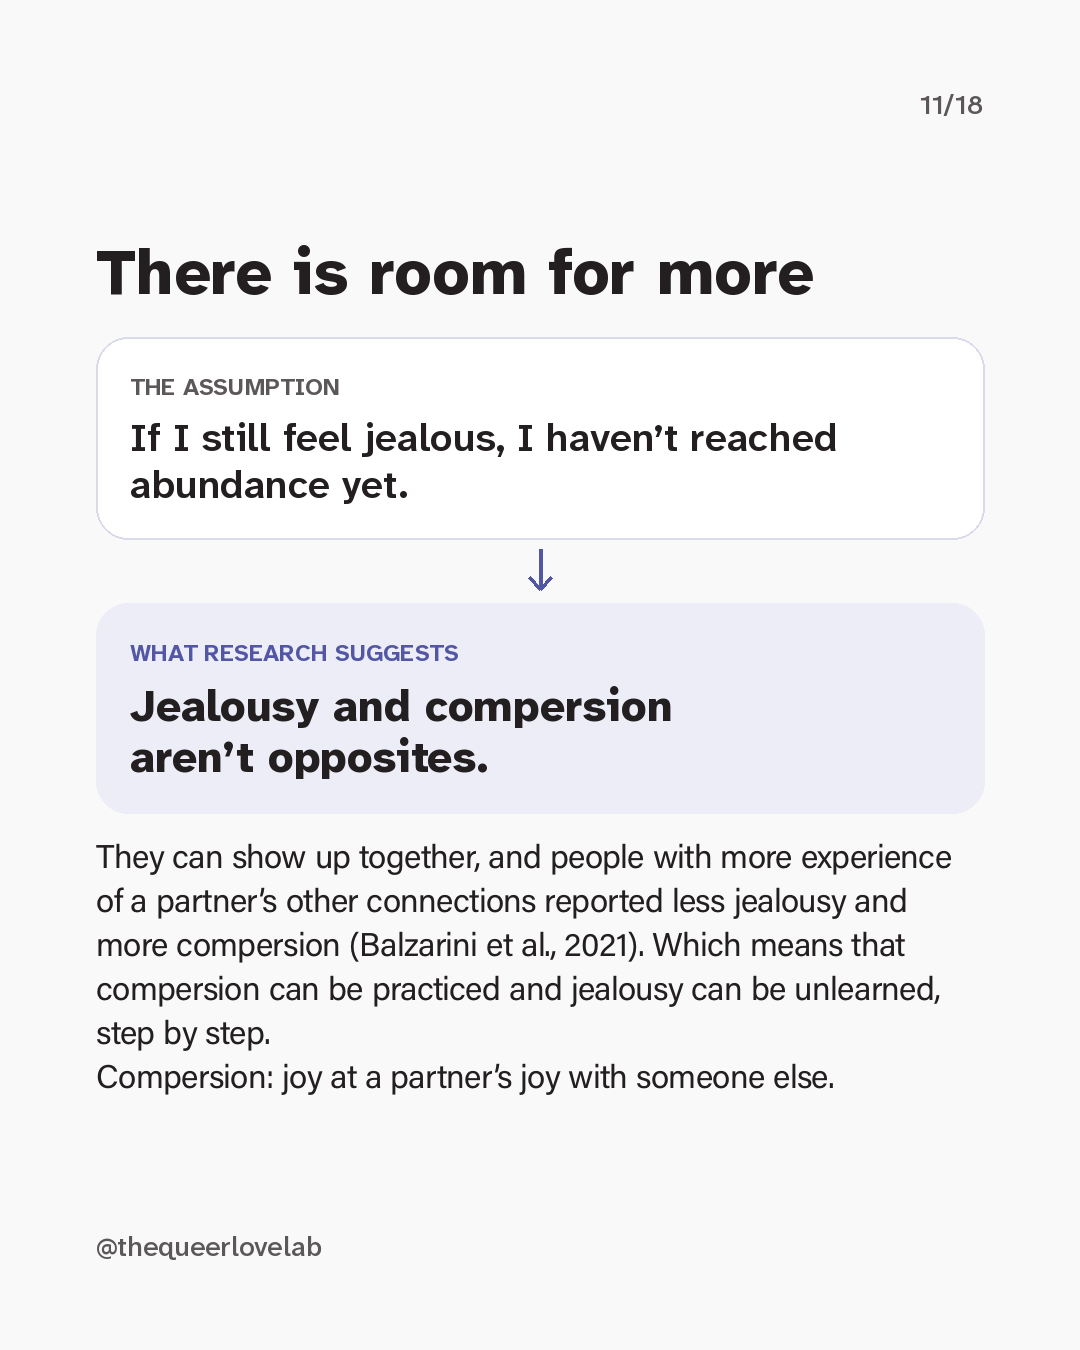 11/18
There is room for more
THE ASSUMPTION
If I still feel jealous, I haven’t reached
abundance yet.
WHAT RESEARCH SUGGESTS
Jealousy and compersion
aren’t opposites.
They can show up together, and people with more experience
of a partner’s other connections reported less jealousy and
more compersion (Balzarini et al., 2021). Which means that
compersion can be practiced and jealousy can be unlearned,
step by step.
Compersion: joy at a partner’s joy with someone else.
@thequeerlovelab